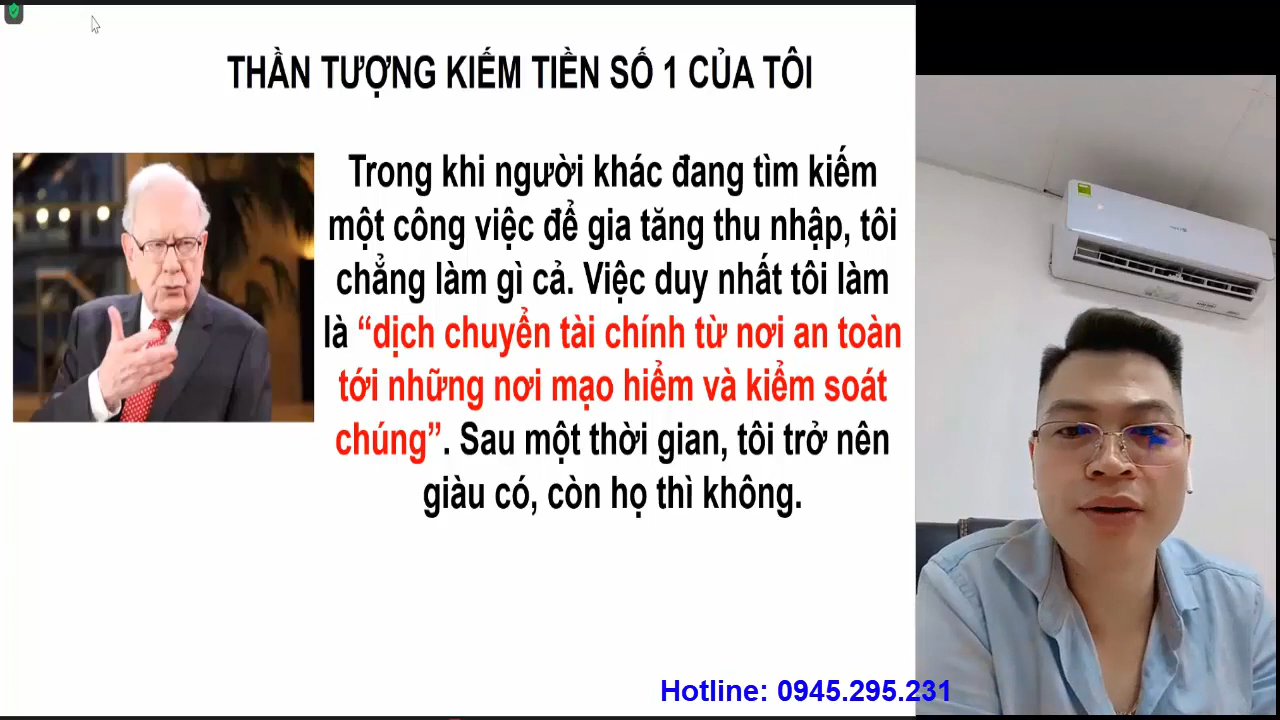 THẦN TƯỢNG KIẾM TIỀN SỐ 1 CỦA TÔI
Trong khi người khác đang tìm kiếm
một công việc để gia tăng thu nhập, tôi
chẳng làm gì cả. Việc duy nhất tôi làm
là “dịch chuyển tài chính từ nơi an toàn
tới những nơi mạo hiểm và kiểm soát
chúng”. Sau một thời gian, tôi trở nên
giàu có, còn họ thì không.
Hotline: 0945.295.231